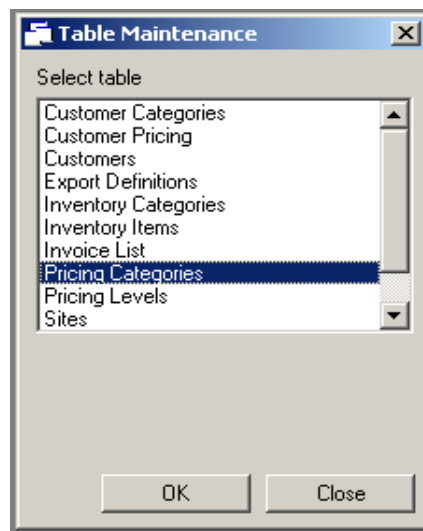 Table Maintenance
Select table
Customer Categories
Customer Pricing
Customers
Export Definitions
Inventory Categories
Inventory Items
Invoice List
Pricing Categories
Pricing Levels
Sites
OK Close